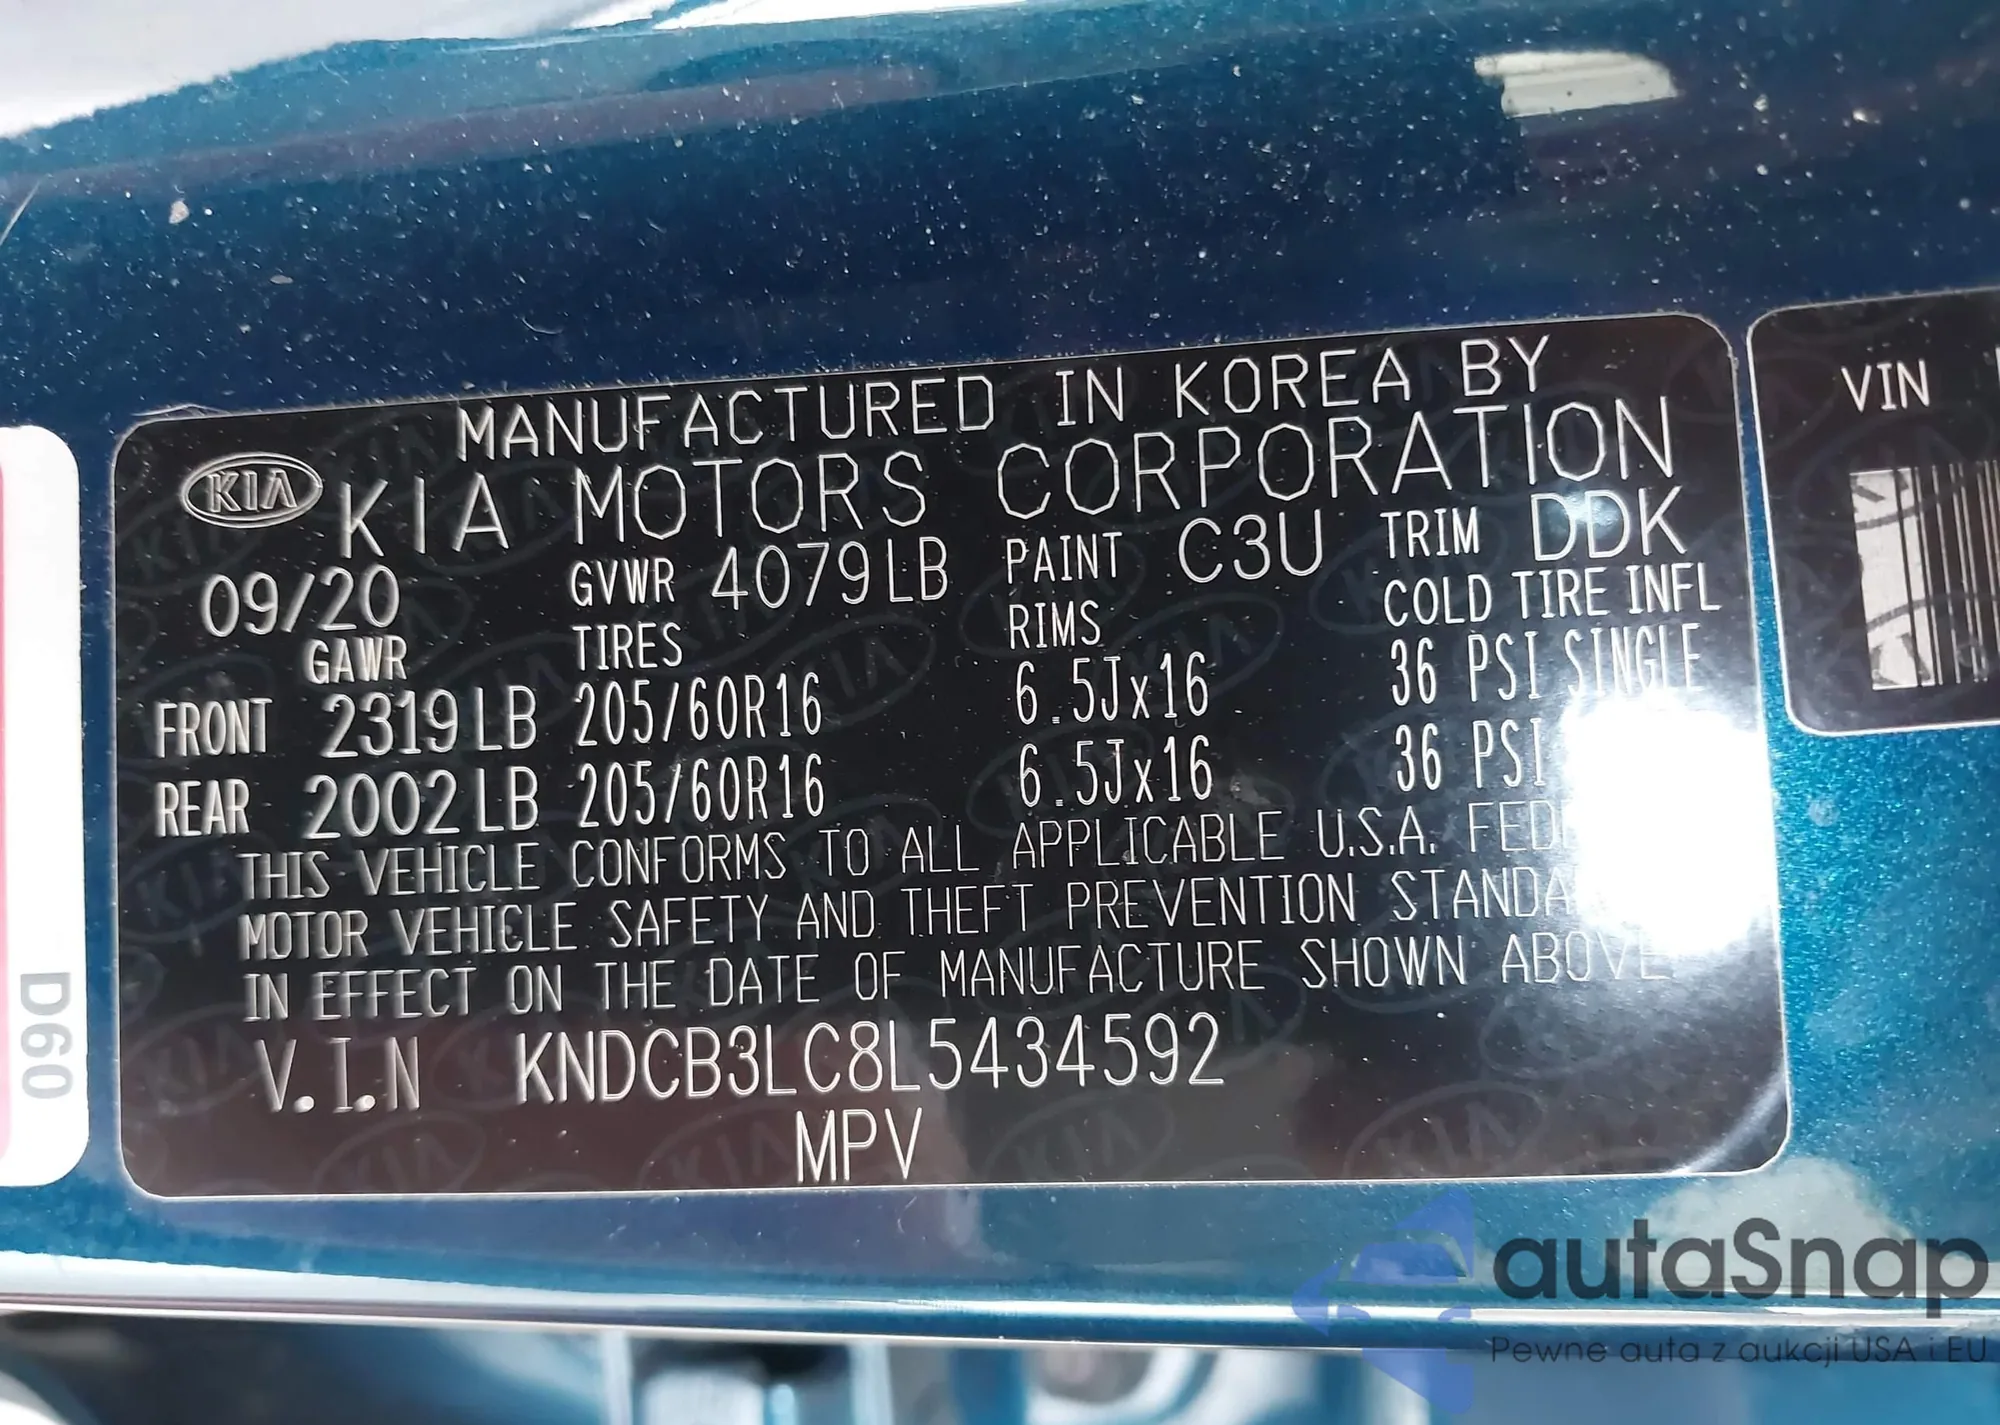 MANUFACTURED IN KOREA BY
KIA KIA MOTORS CORPORATION
09/20 GVWR 4079LB PAINT C3U TRIM DDK
GAWR TIRES RIMS COLD TIRE INFL
FRONT 2319LB 205/60R16 6.5Jx16 36 PSI SINGLE
REAR 2002LB 205/60R16 6.5Jx16 36 PSI
THIS VEHICLE CONFORMS TO ALL APPLICABLE U.S.A.
MOTOR VEHICLE SAFETY AND THEFT PREVENTION
IN EFFECT ON THE DATE OF MANUFACTURE SHOWN ABOVE
V.I.N KNDCB3LC8L5434592
MPV
VIN
D60
autaSnap
Pewne auta z aukcji USA i EU